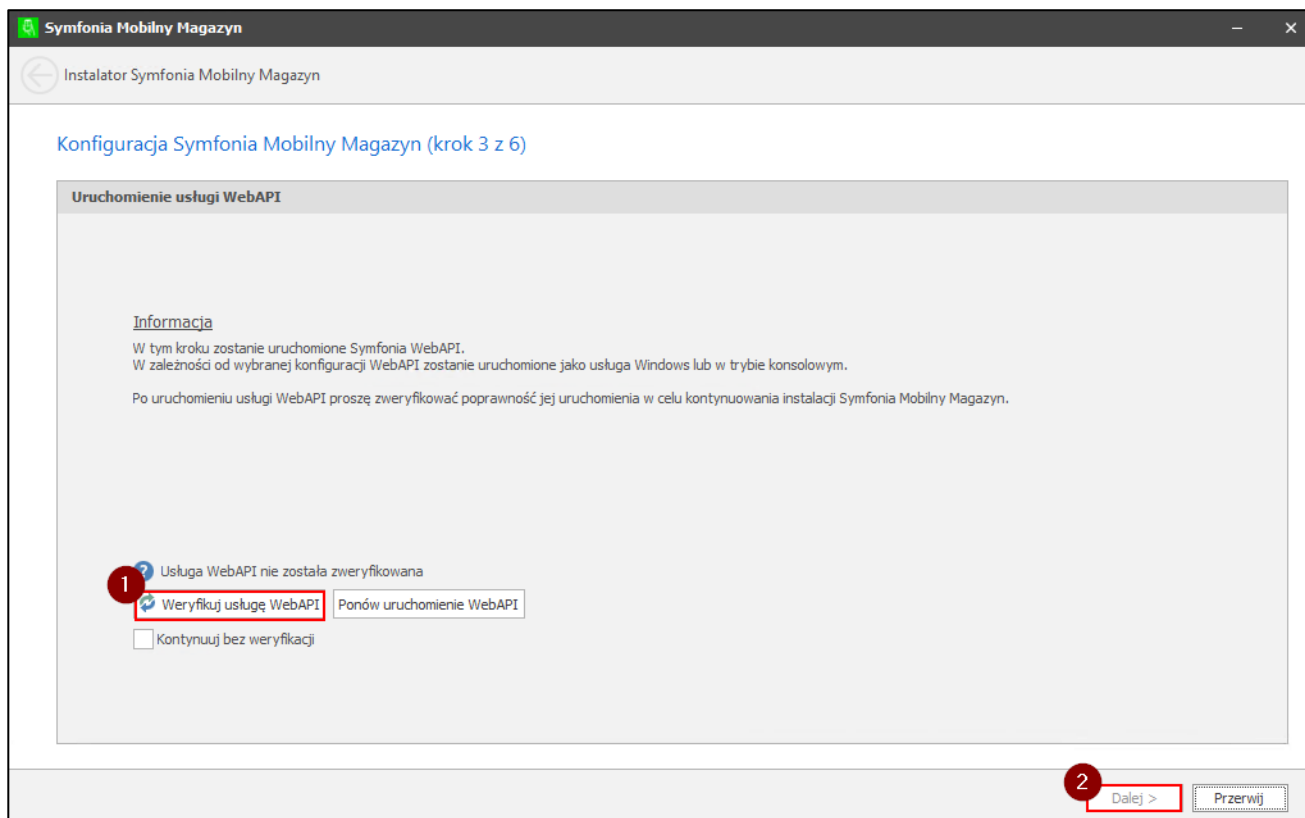 Symfonia Mobilny Magazyn
Instalator Symfonia Mobilny Magazyn
Konfiguracja Symfonia Mobilny Magazyn (krok 3 z 6)
Uruchomienie usługi WebAPI
Informacja
W tym kroku zostanie uruchomione Symfonia WebAPI.
W zależności od wybranej konfiguracji WebAPI zostanie uruchomione jako usługa Windows lub w trybie konsolowym.
Po uruchomieniu usługi WebAPI proszę zweryfikować poprawność jej uruchomienia w celu kontynuowania instalacji Symfonia Mobilny Magazyn.
? Usługa WebAPI nie została zweryfikowana
1 Weryfikuj usługę WebAPI Ponów uruchomienie WebAPI
Kontynuuj bez weryfikacji
2 Dalej > Przerwij